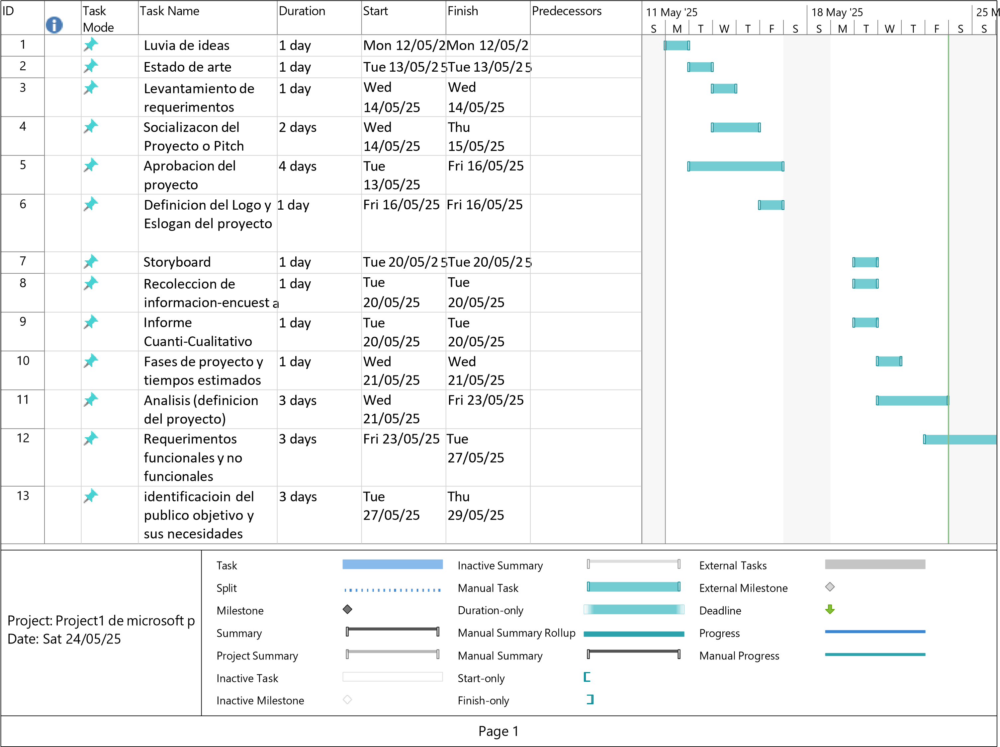 ID Task Mode Task Name Duration Start Finish Predecessors 11 May '25 18 May '25 25 M
S M T W T F S S M T W T F S S
1 Luvia de ideas 1 day Mon 12/05/2 Mon 12/05/2
2 Estado de arte 1 day Tue 13/05/25 Tue 13/05/25
3 Levantamiento de 1 day Wed Wed
requerimentos 14/05/25 14/05/25
4 Socializacon del 2 days Wed Thu
Proyecto o Pitch 14/05/25 15/05/25
5 Aprobacion del 4 days Tue Fri 16/05/25
proyecto 13/05/25
6 Definicion del Logo y 1 day Fri 16/05/25 Fri 16/05/25
Eslogan del proyecto
7 Storyboard 1 day Tue 20/05/25 Tue 20/05/25
8 Recoleccion de 1 day Tue Tue
informacion-encuesta 20/05/25 20/05/25
9 Informe 1 day Tue Tue
Cuanti-Cualitativo 20/05/25 20/05/25
10 Fases de proyecto y 1 day Wed Wed
tiempos estimados 21/05/25 21/05/25
11 Analisis (definicion 3 days Wed Fri 23/05/25
del proyecto) 21/05/25
12 Requerimentos 3 days Fri 23/05/25 Tue
funcionales y no 27/05/25
funcionales
13 identificacioin del 3 days Tue Thu
publico objetivo y 27/05/25 29/05/25
sus necesidades
Project: Project1 de microsoft p
Date: Sat 24/05/25
Task Inactive Summary External Tasks
Split Manual Task External Milestone
Milestone Duration-only Deadline
Summary Manual Summary Rollup Progress
Project Summary Manual Summary Manual Progress
Inactive Task Start-only
Inactive Milestone Finish-only
Page 1